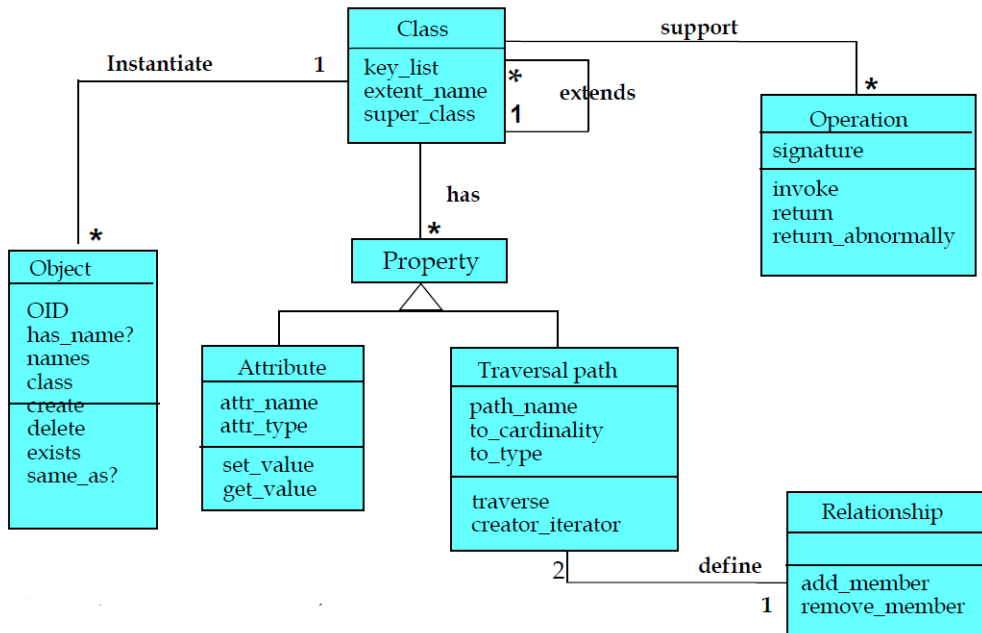 Class
key_list
extent_name
super_class
Instantiate
1
*
1
extends
support
*
Operation
signature
invoke
return
return_abnormally
has
*
Property
*
Object
OID
has_name?
names
class
create
delete
exists
same_as?
Attribute
attr_name
attr_type
set_value
get_value
Traversal path
path_name
to_cardinality
to_type
traverse
creator_iterator
2
define
1
Relationship
add_member
remove_member